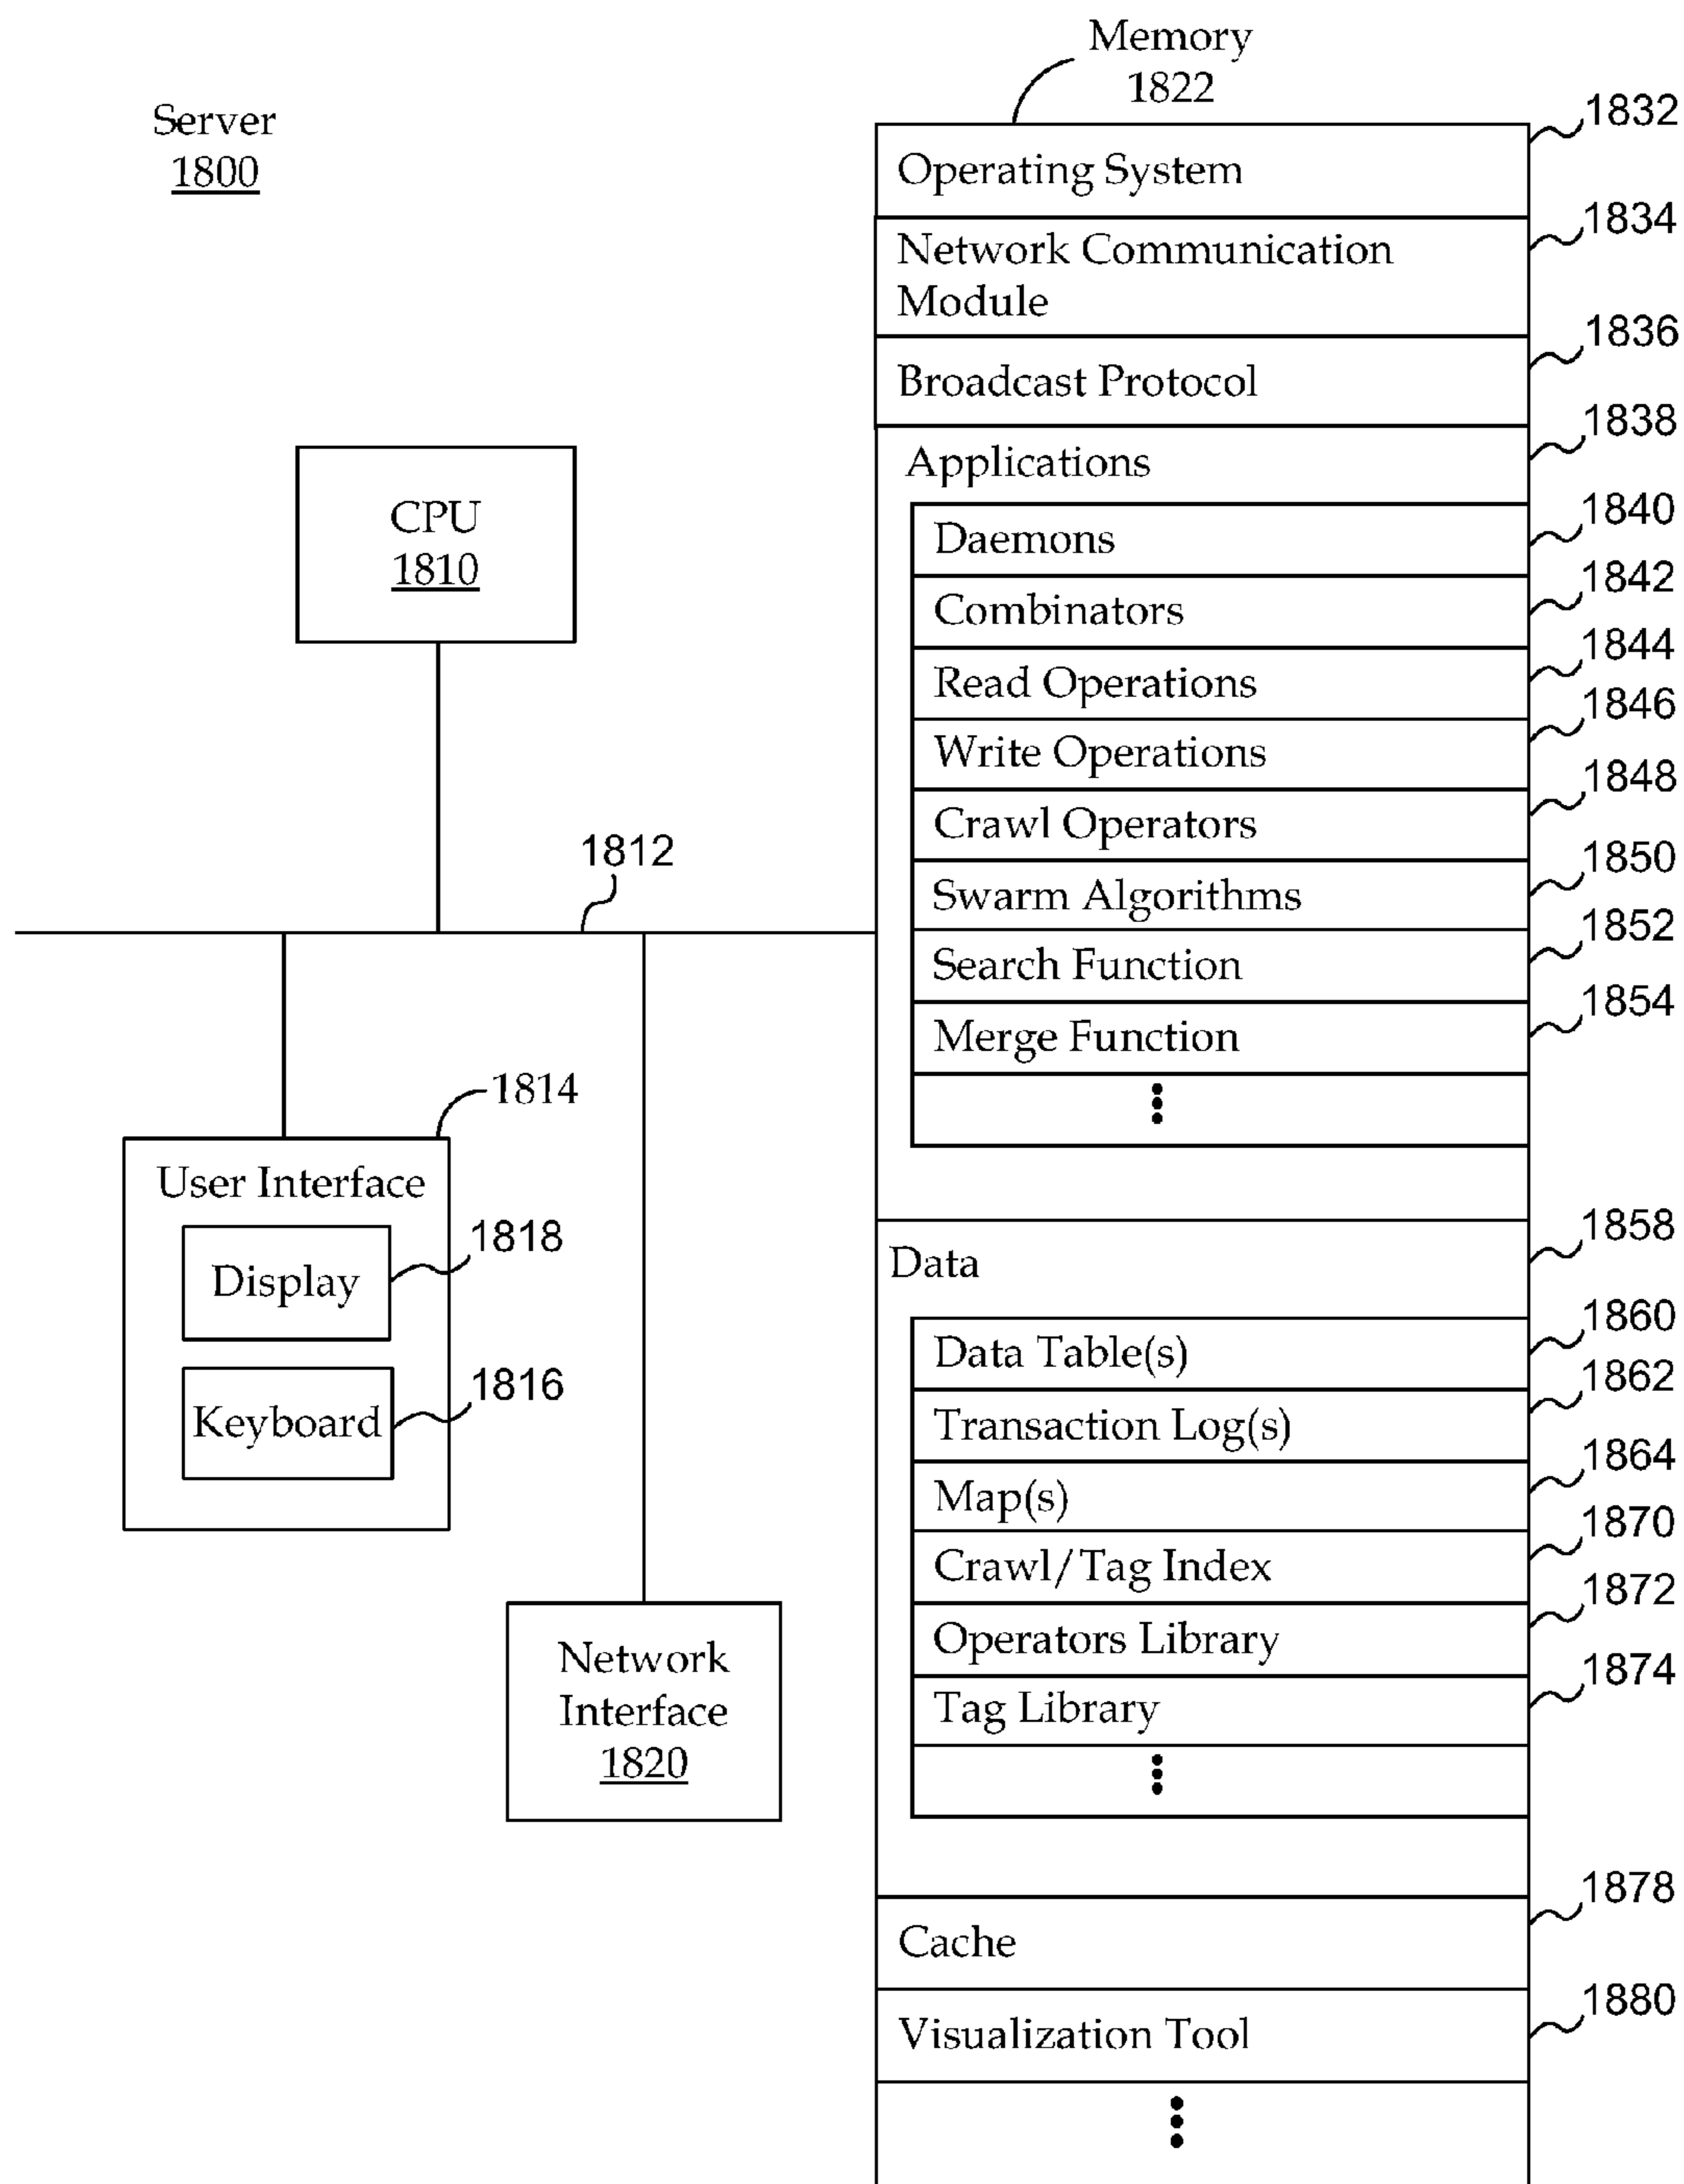 Server
1800
Memory
1822
CPU
1810
1812
1814
User Interface
Display
1818
Keyboard
1816
Network
Interface
1820
Operating System
1832
Network Communication
Module
1834
Broadcast Protocol
1836
Applications
1838
Daemons
1840
Combinators
1842
Read Operations
1844
Write Operations
1846
Crawl Operators
1848
Swarm Algorithms
1850
Search Function
1852
Merge Function
1854
Data
1858
Data Table(s)
1860
Transaction Log(s)
1862
Map(s)
1864
Crawl/Tag Index
1870
Operators Library
1872
Tag Library
1874
Cache
1878
Visualization Tool
1880